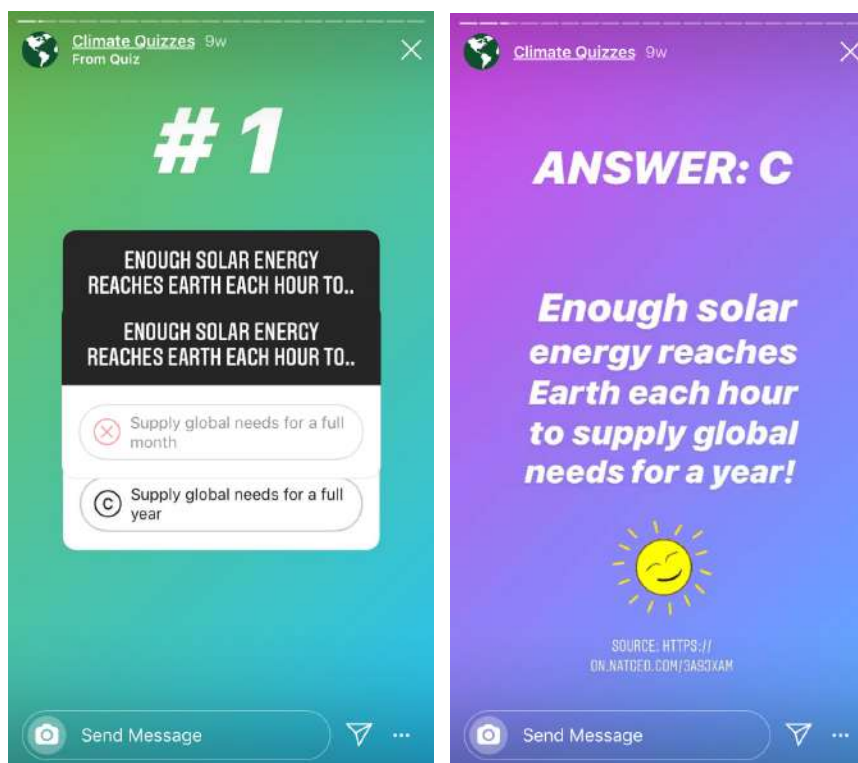 Climate Quizzes 9w
From Quiz
# 1
ENOUGH SOLAR ENERGY
REACHES EARTH EACH HOUR TO..
ENOUGH SOLAR ENERGY
REACHES EARTH EACH HOUR TO..
Supply global needs for a full
month
C Supply global needs for a full
year
Send Message
Climate Quizzes 9w
ANSWER: C
Enough solar
energy reaches
Earth each hour
to supply global
needs for a year!
SOURCE: HTTPS://
ON.NATGEO.COM/3AS3XAM
Send Message